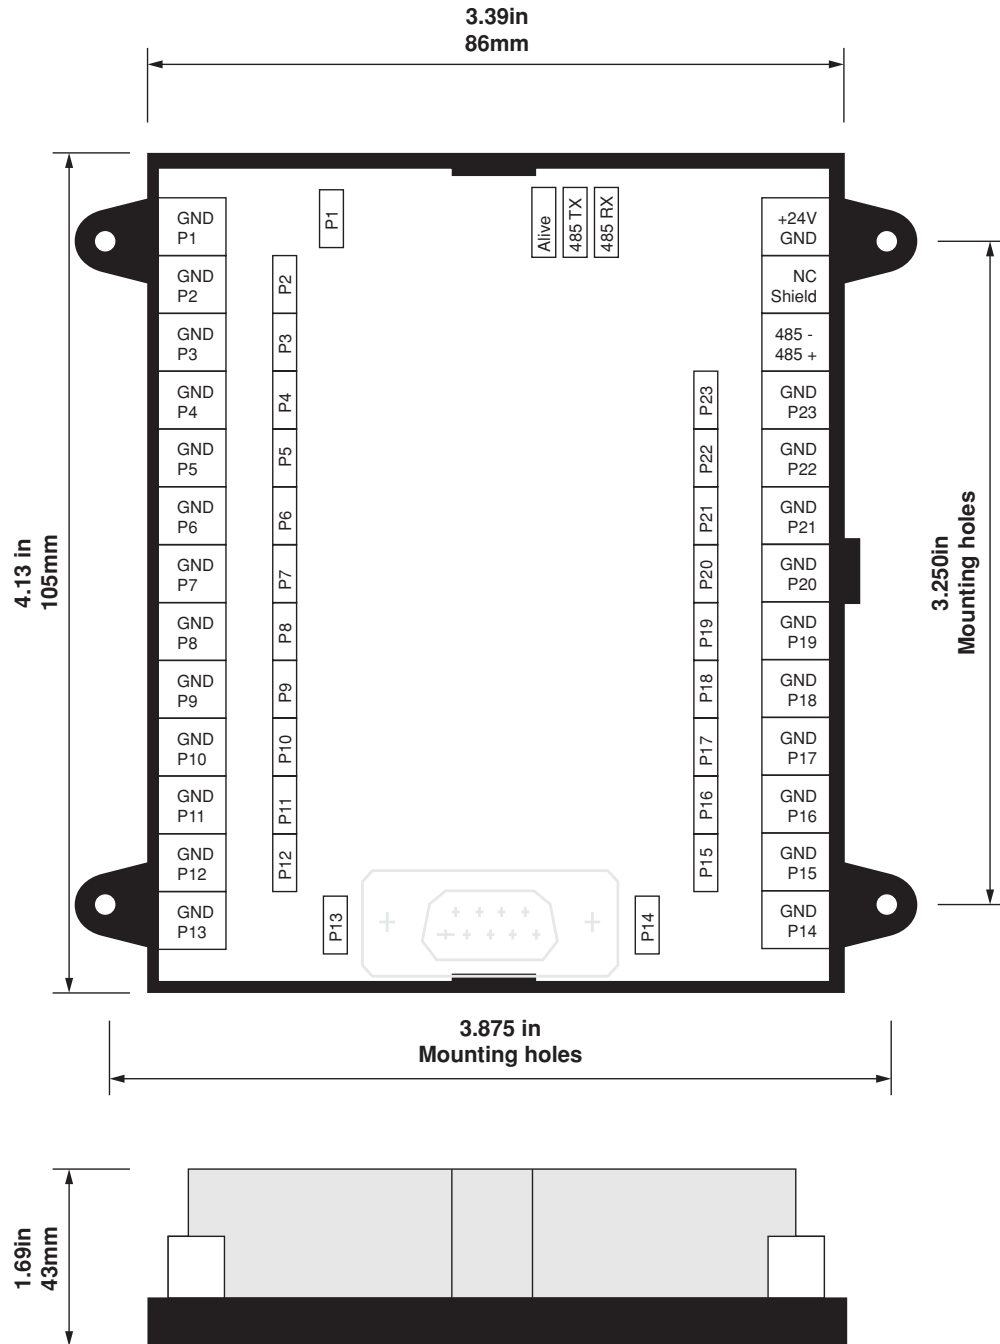 3.39in
86mm
GND
P1
GND
P2
GND
P3
GND
P4
GND
P5
GND
P6
GND
P7
GND
P8
GND
P9
GND
P10
GND
P11
GND
P12
GND
P13
P1
P2
P3
P4
P5
P6
P7
P8
P9
P10
P11
P12
P13
Alive
485 TX
485 RX
P23
P22
P21
P20
P19
P18
P17
P16
P15
P14
+24V
GND
NC
Shield
485 -
485 +
GND
P23
GND
P22
GND
P21
GND
P20
GND
P19
GND
P18
GND
P17
GND
P16
GND
P15
GND
P14
4.13 in
105mm
3.250in
Mounting holes
3.875 in
Mounting holes
1.69in
43mm